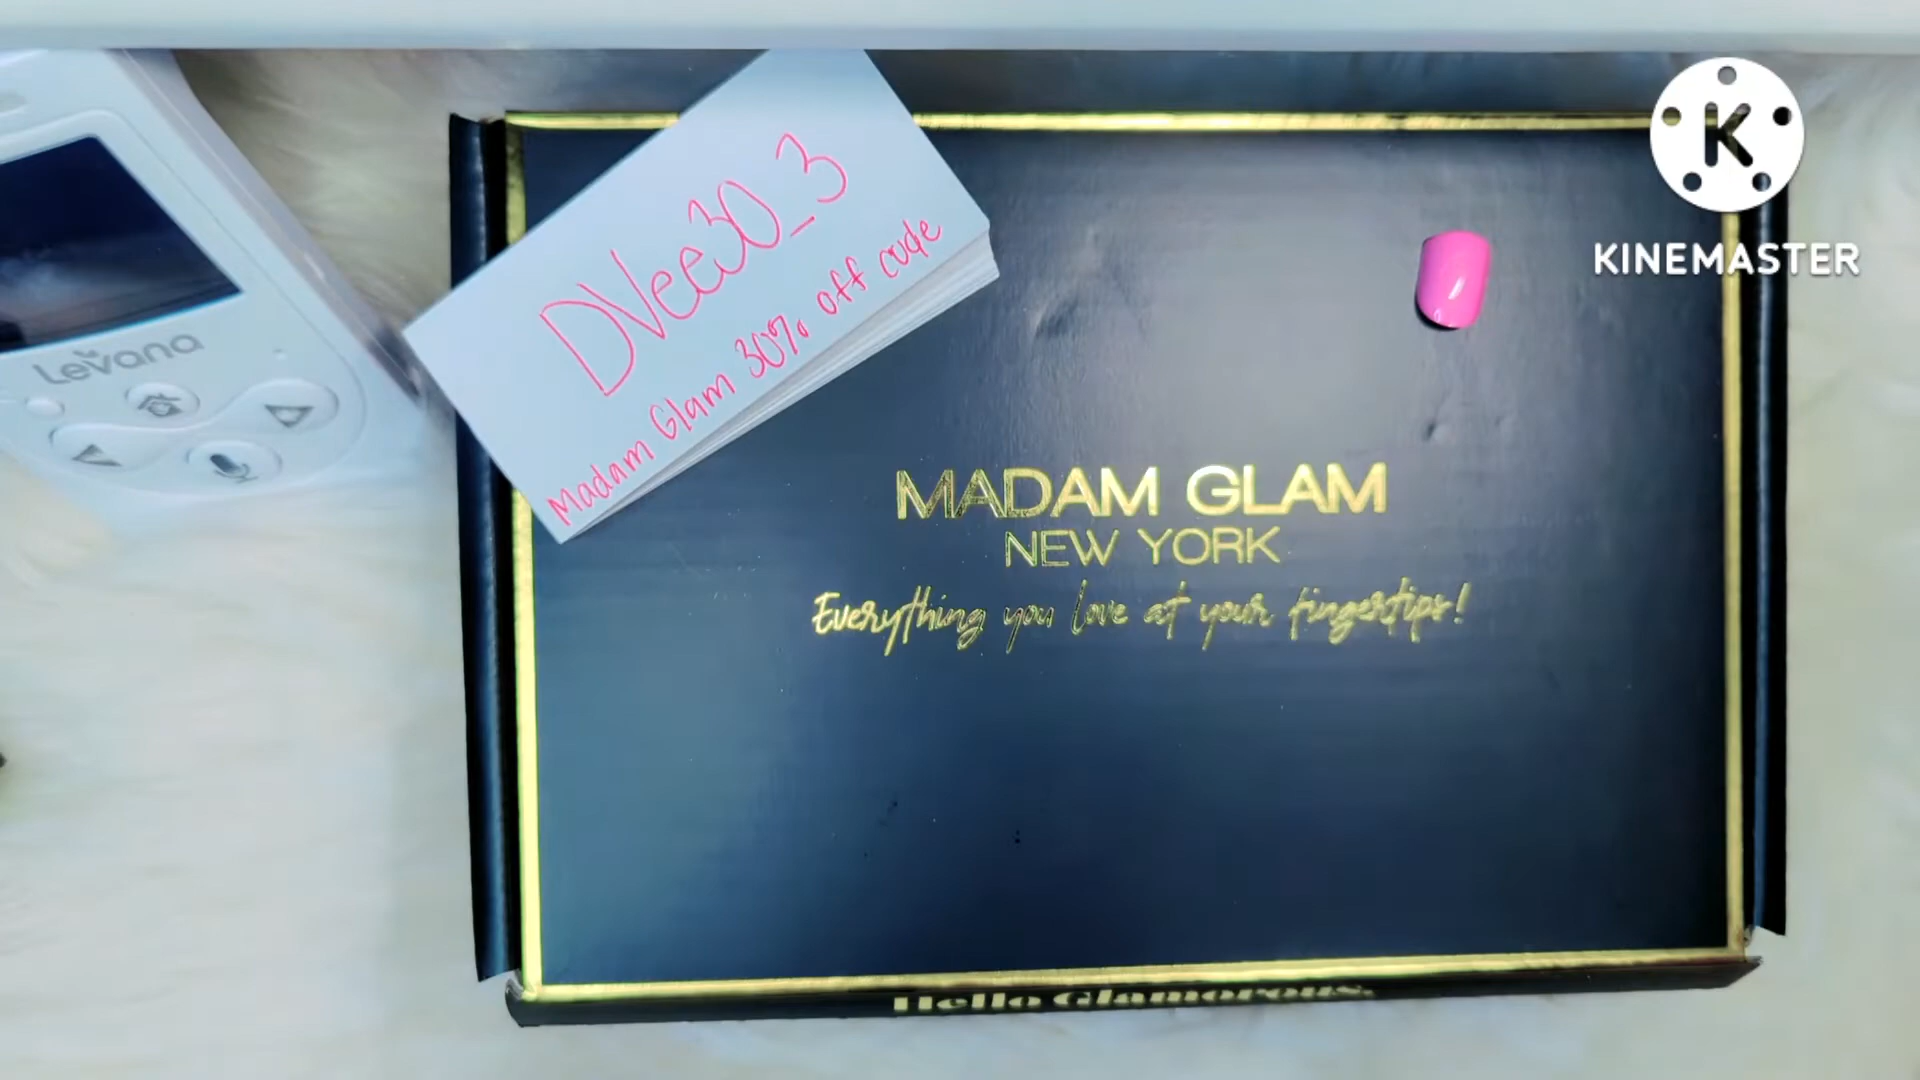 DVee30_3
Madam Glam 30% off code
KINEMASTER
Levana
MADAM GLAM
NEW YORK
Everything you love at your fingertips!
Hello Glamorous.